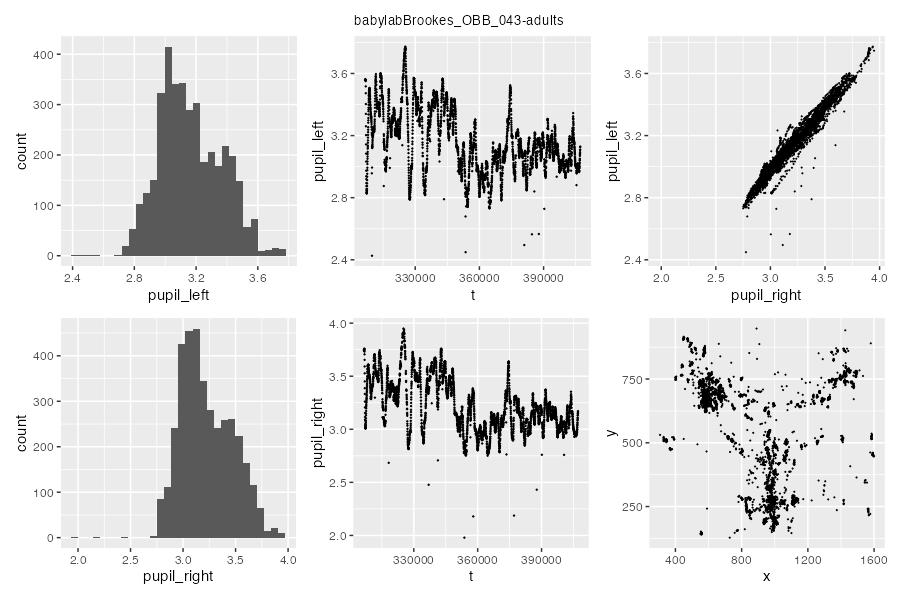 babylabBrookes_OBB_043-adults
400
300
200
100
0
count
2.4 2.8 3.2 3.6
pupil_left
3.6
3.2
2.8
2.4
pupil_left
330000 360000 390000
t
3.6
3.2
2.8
2.4
pupil_left
2.0 2.5 3.0 3.5 4.0
pupil_right
400
300
200
100
0
count
2.0 2.5 3.0 3.5 4.0
pupil_right
4.0
3.5
3.0
2.5
2.0
pupil_right
330000 360000 390000
t
750
500
250
y
400 800 1200 1600
x